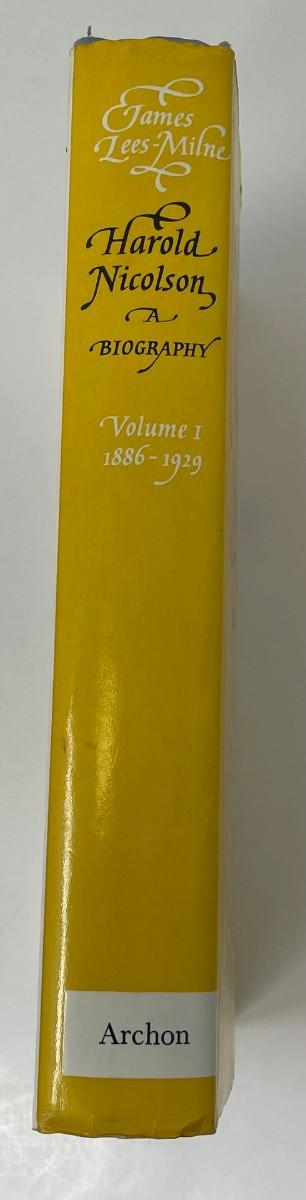 James
Lees-Milne
Harold
Nicolson
A
BIOGRAPHY
Volume I
1886-1929
Archon